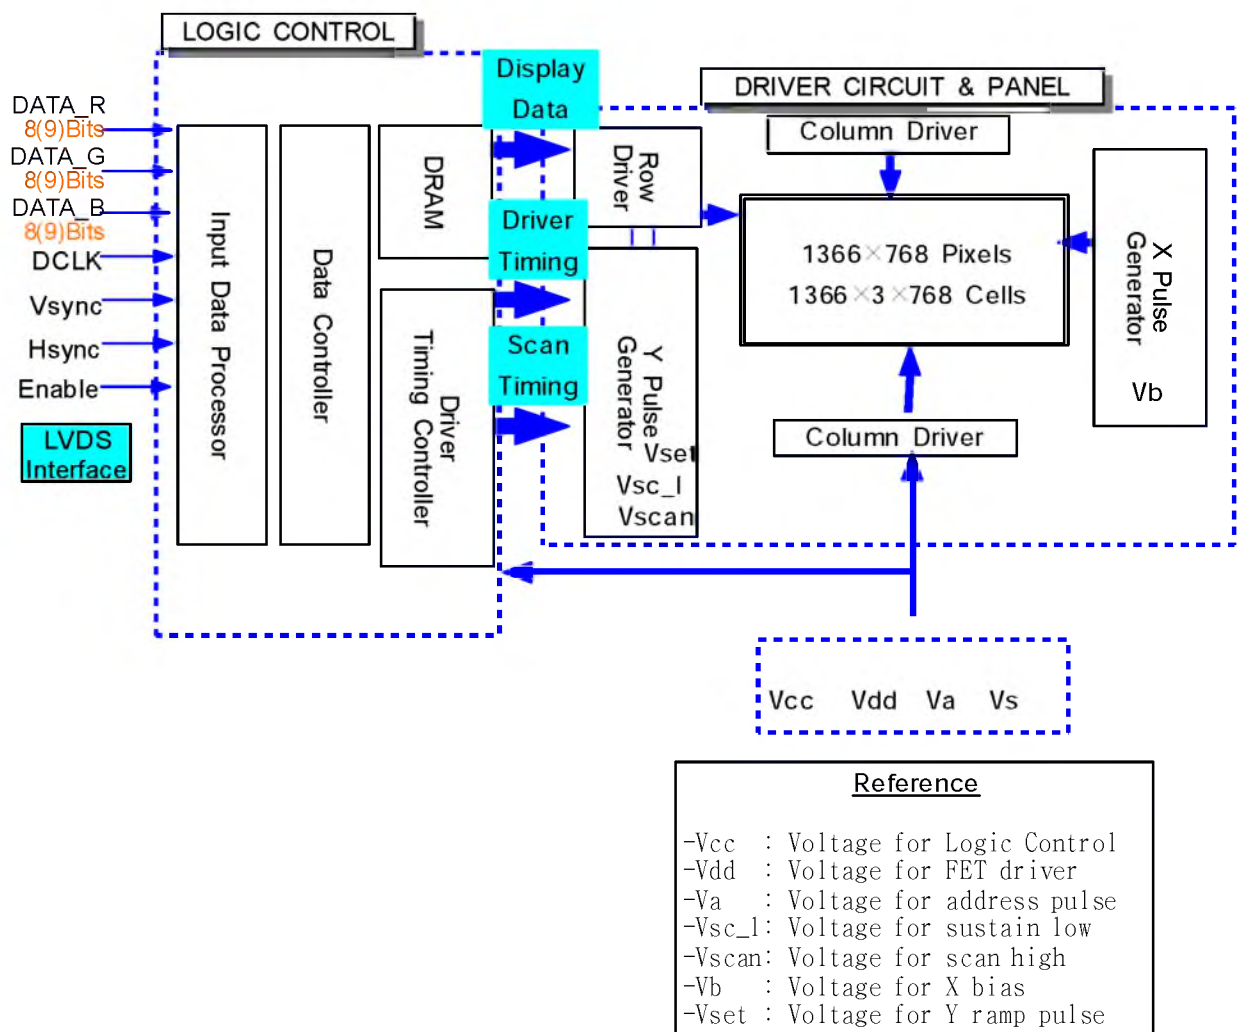 LOGIC CONTROL
Display
Data
DRIVER CIRCUIT & PANEL
DATA_R
8(9)Bits
DATA_G
8(9)Bits
DATA_B
8(9)Bits
DCLK
Vsync
Hsync
Enable
LVDS
Interface
Input Data Processor
Data Controller
DRAM
Driver
Timing Controller
Driver
Timing
Scan
Timing
Row
Driver
Y Pulse
Generator
Vset
Vsc_l
Vscan
Column Driver
1366×768 Pixels
1366×3×768 Cells
Column Driver
X Pulse
Generator
Vb
Vcc Vdd Va Vs
Reference
-Vcc : Voltage for Logic Control
-Vdd : Voltage for FET driver
-Va : Voltage for address pulse
-Vsc_l: Voltage for sustain low
-Vscan: Voltage for scan high
-Vb : Voltage for X bias
-Vset : Voltage for Y ramp pulse